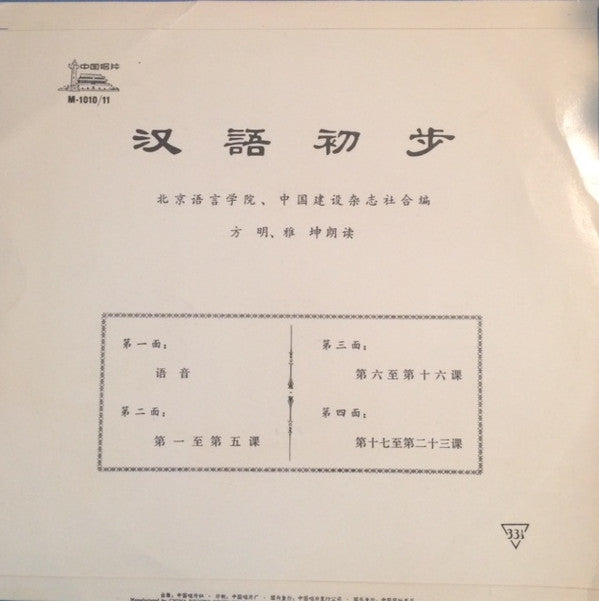 中国唱片
M-1010/11
汉語初步
北京语言学院、中国建设杂志社合编
方 明、雅 坤朗读
第一面：
语 音
第二面：
第一至第五课
第三面：
第六至第十六课
第四面：
第十七至第二十三课
33⅓